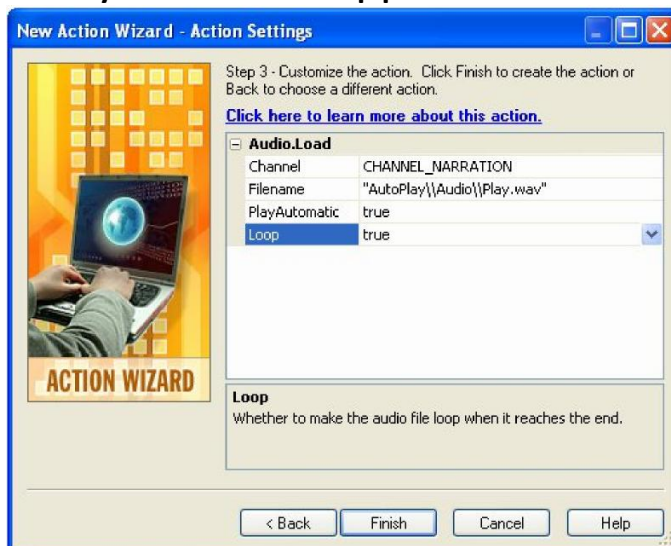 New Action Wizard - Action Settings
Step 3 - Customize the action. Click Finish to create the action or
Back to choose a different action.
Click here to learn more about this action.
Audio.Load
Channel CHANNEL_NARRATION
Filename "AutoPlay\\Audio\\Play.wav"
PlayAutomatic true
Loop true
ACTION WIZARD
Loop
Whether to make the audio file loop when it reaches the end.
< Back Finish Cancel Help